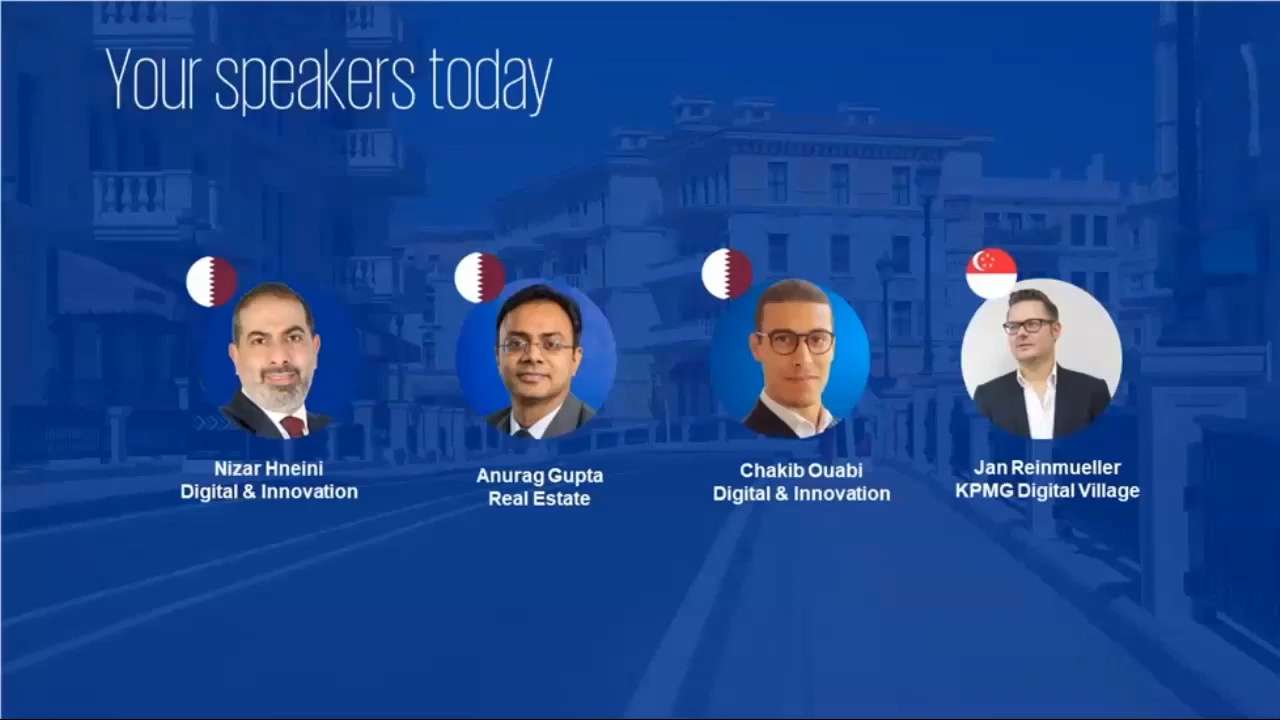 Your speakers today
Nizar Hneini
Digital & Innovation
Anurag Gupta
Real Estate
Chakib Ouabi
Digital & Innovation
Jan Reinmueller
KPMG Digital Village